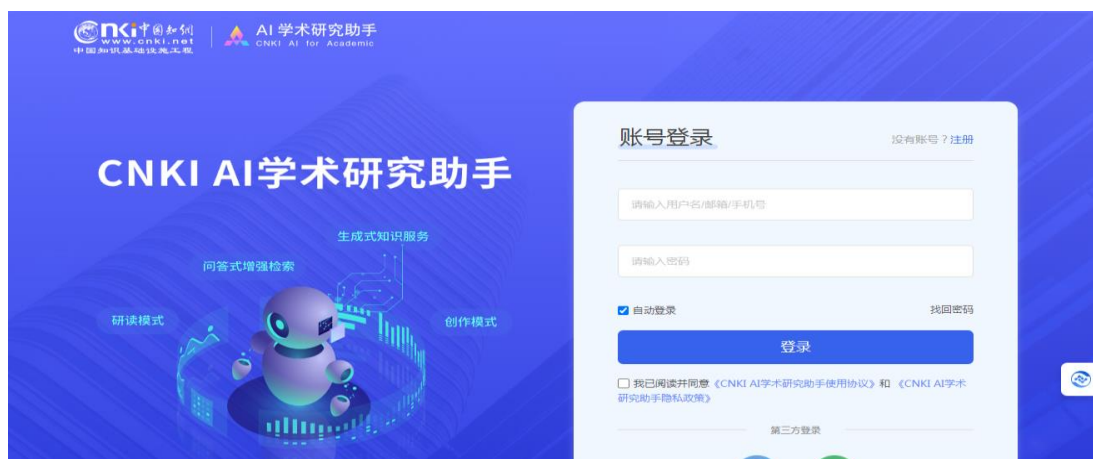 CNKI中国知网
www.cnki.net
中国知识基础设施工程
AI 学术研究助手
CNKI AI for Academic
CNKI AI学术研究助手
生成式知识服务
问答式增强检索
研读模式
创作模式
账号登录
没有账号？注册
请输入用户名/邮箱/手机号
请输入密码
自动登录
找回密码
登录
我已阅读并同意《CNKI AI学术研究助手使用协议》和 《CNKI AI学术
研究助手隐私政策》
第三方登录